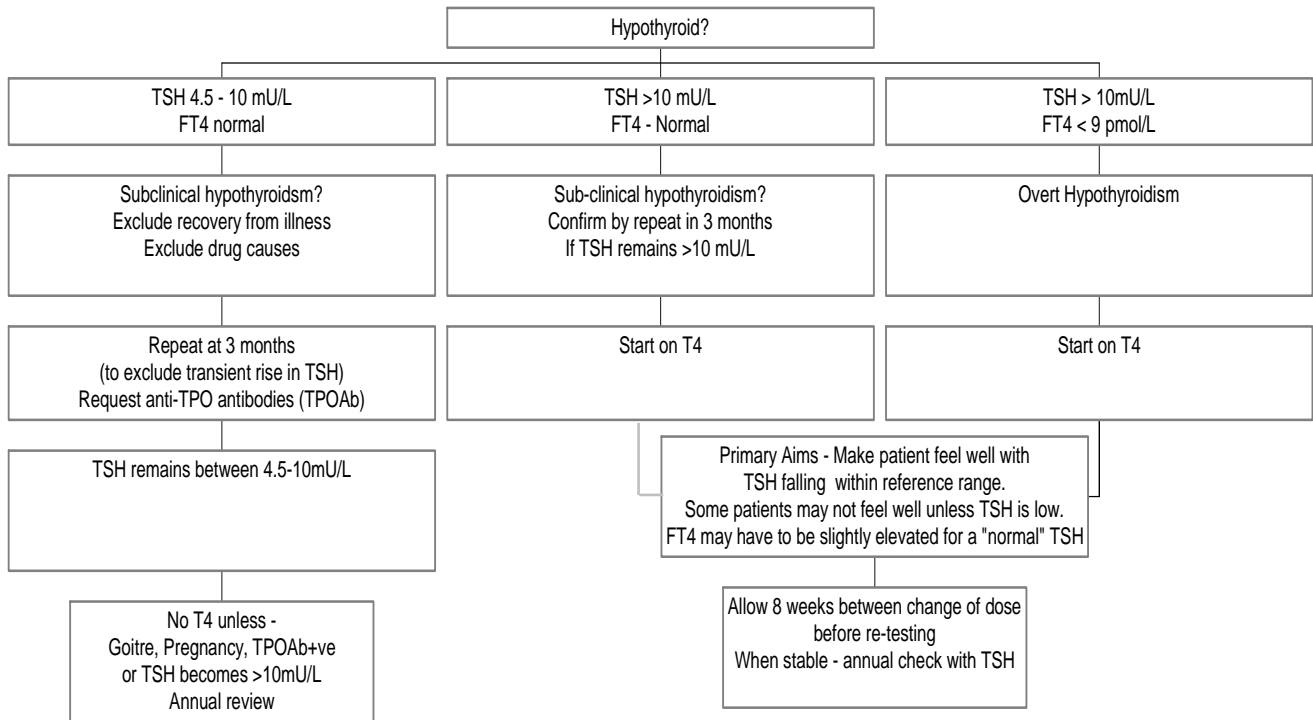 Hypothyroid?
TSH 4.5 - 10 mU/L
FT4 normal
TSH >10 mU/L
FT4 - Normal
TSH > 10mU/L
FT4 < 9 pmol/L
Subclinical hypothyroidsm?
Exclude recovery from illness
Exclude drug causes
Sub-clinical hypothyroidism?
Confirm by repeat in 3 months
If TSH remains >10 mU/L
Overt Hypothyroidism
Repeat at 3 months
(to exclude transient rise in TSH)
Request anti-TPO antibodies (TPOAb)
Start on T4
Start on T4
TSH remains between 4.5-10mU/L
Primary Aims - Make patient feel well with
TSH falling within reference range.
Some patients may not feel well unless TSH is low.
FT4 may have to be slightly elevated for a "normal" TSH
No T4 unless -
Goitre, Pregnancy, TPOAb+ve
or TSH becomes >10mU/L
Annual review
Allow 8 weeks between change of dose
before re-testing
When stable - annual check with TSH